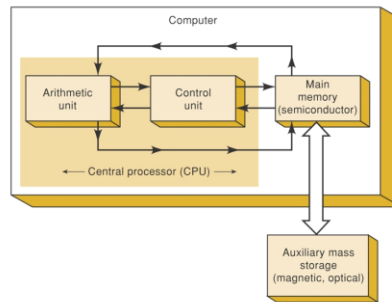 Computer
Arithmetic
unit
Control
unit
Main
memory
(semiconductor)
Central processor (CPU)
Auxiliary mass
storage
(magnetic, optical)